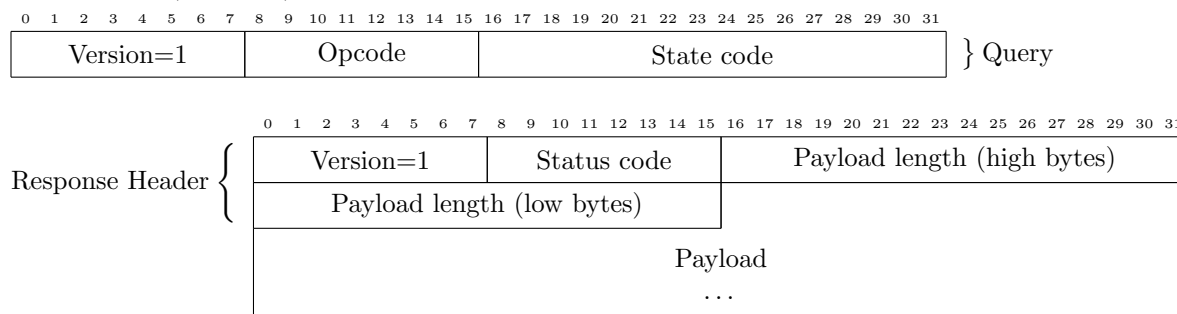 0 1 2 3 4 5 6 7 8 9 10 11 12 13 14 15 16 17 18 19 20 21 22 23 24 25 26 27 28 29 30 31
Version=1 Opcode State code } Query
0 1 2 3 4 5 6 7 8 9 10 11 12 13 14 15 16 17 18 19 20 21 22 23 24 25 26 27 28 29 30 31
Version=1 Status code Payload length (high bytes)
Response Header {
Payload length (low bytes)
Payload
...